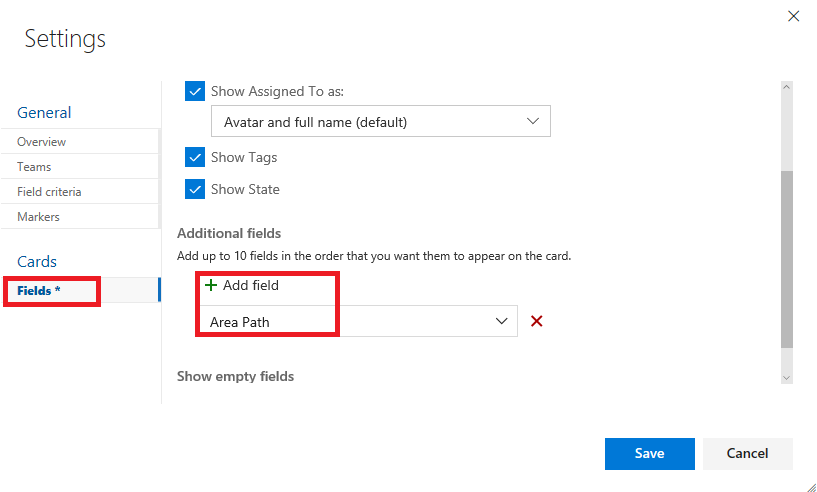 Settings
General
Overview
Teams
Field criteria
Markers
Cards
Fields *
Show Assigned To as:
Avatar and full name (default)
Show Tags
Show State
Additional fields
Add up to 10 fields in the order that you want them to appear on the card.
Add field
Area Path
Show empty fields
Save
Cancel